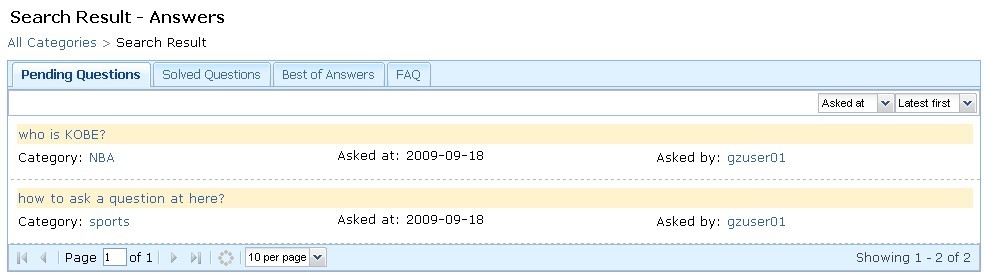 Search Result - Answers
All Categories > Search Result
Pending Questions Solved Questions Best of Answers FAQ
Asked at Latest first
who is KOBE?
Category: NBA Asked at: 2009-09-18 Asked by: gzuser01
how to ask a question at here?
Category: sports Asked at: 2009-09-18 Asked by: gzuser01
Page 1 of 1 10 per page Showing 1 - 2 of 2